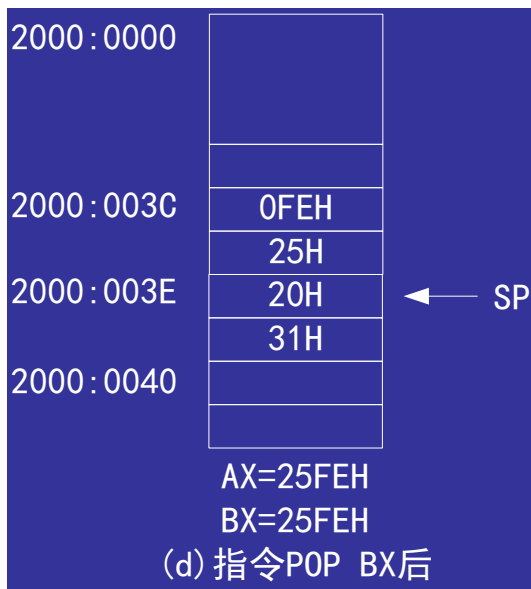 2000:0000
2000:003C 0FEH
25H
2000:003E 20H SP
31H
2000:0040
AX=25FEH
BX=25FEH
(d)指令POP BX后